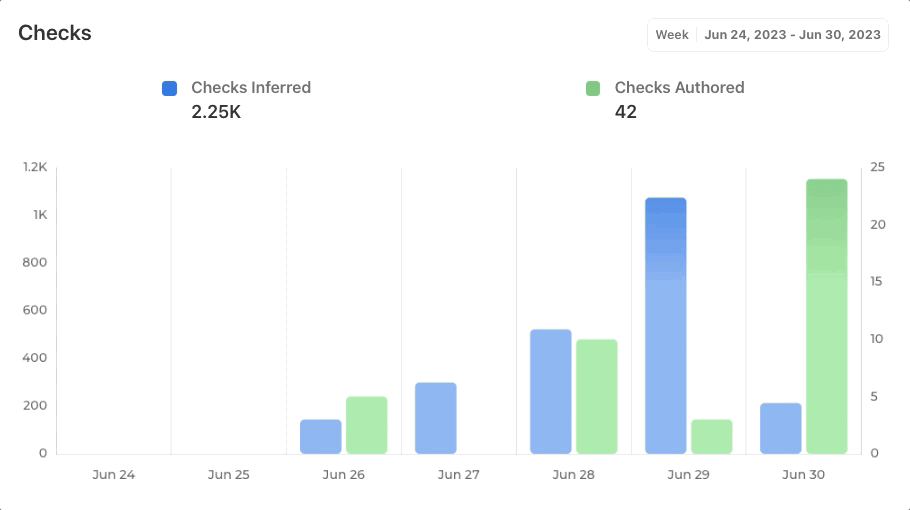 Checks
Week Jun 24, 2023 - Jun 30, 2023
Checks Inferred
2.25K
Checks Authored
42
1.2K
1K
800
600
400
200
0
25
20
15
10
5
0
Jun 24 Jun 25 Jun 26 Jun 27 Jun 28 Jun 29 Jun 30